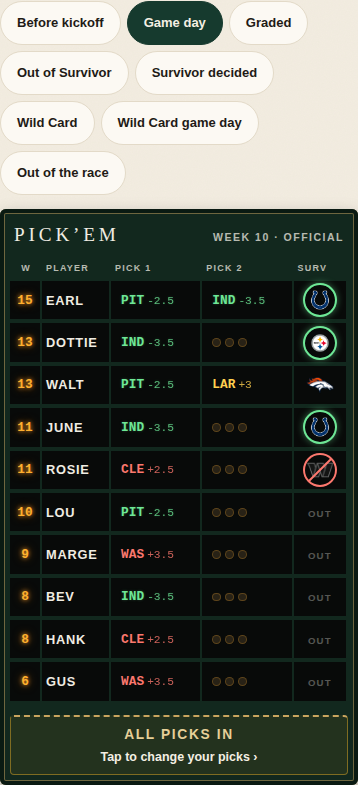 Before kickoff Game day Graded
Out of Survivor Survivor decided
Wild Card Wild Card game day
Out of the race
PICK’EM WEEK 10 · OFFICIAL
W PLAYER PICK 1 PICK 2 SURV
15 EARL PIT -2.5 IND -3.5
13 DOTTIE IND -3.5
13 WALT PIT -2.5 LAR +3
11 JUNE IND -3.5
11 ROSIE CLE +2.5
10 LOU PIT -2.5 OUT
9 MARGE WAS +3.5 OUT
8 BEV IND -3.5 OUT
8 HANK CLE +2.5 OUT
6 GUS WAS +3.5 OUT
ALL PICKS IN
Tap to change your picks ›